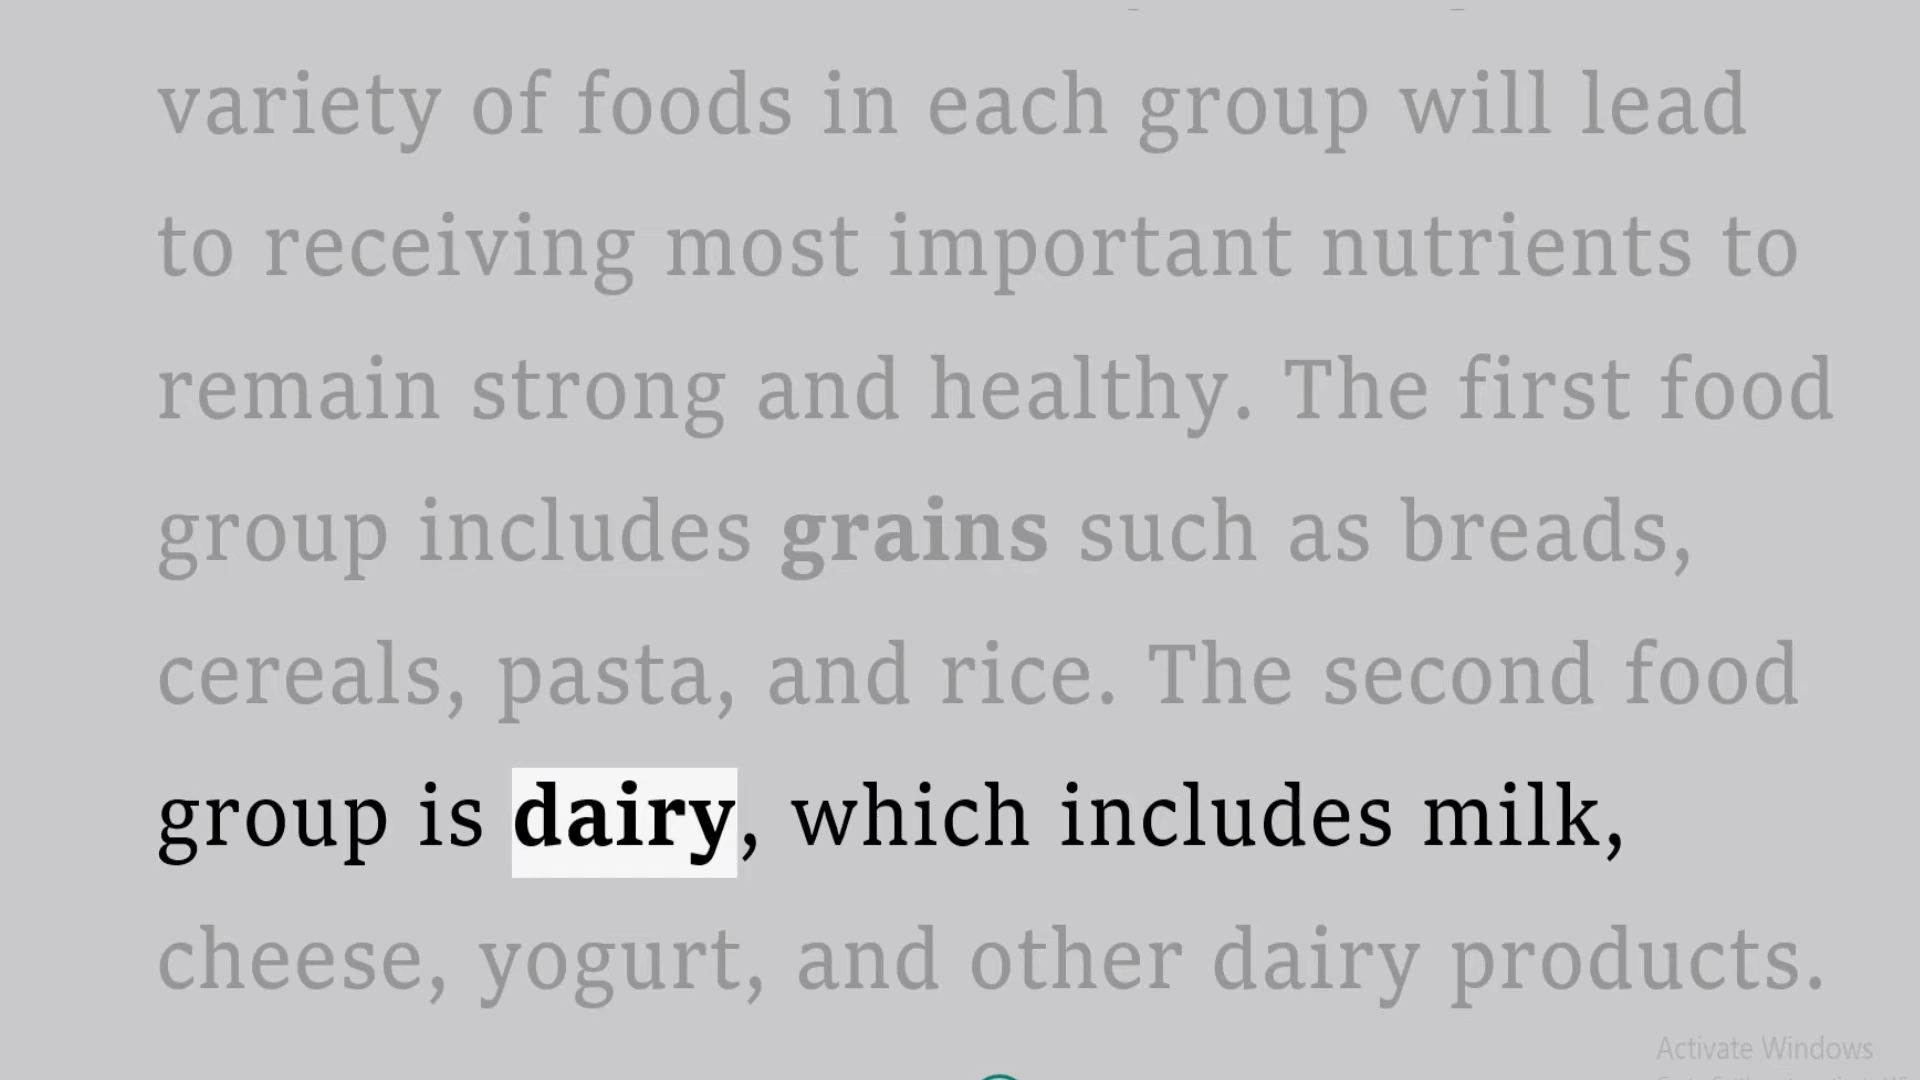 variety of foods in each group will lead
to receiving most important nutrients to
remain strong and healthy. The first food
group includes grains such as breads,
cereals, pasta, and rice. The second food
group is dairy, which includes milk,
cheese, yogurt, and other dairy products.
Activate Windows